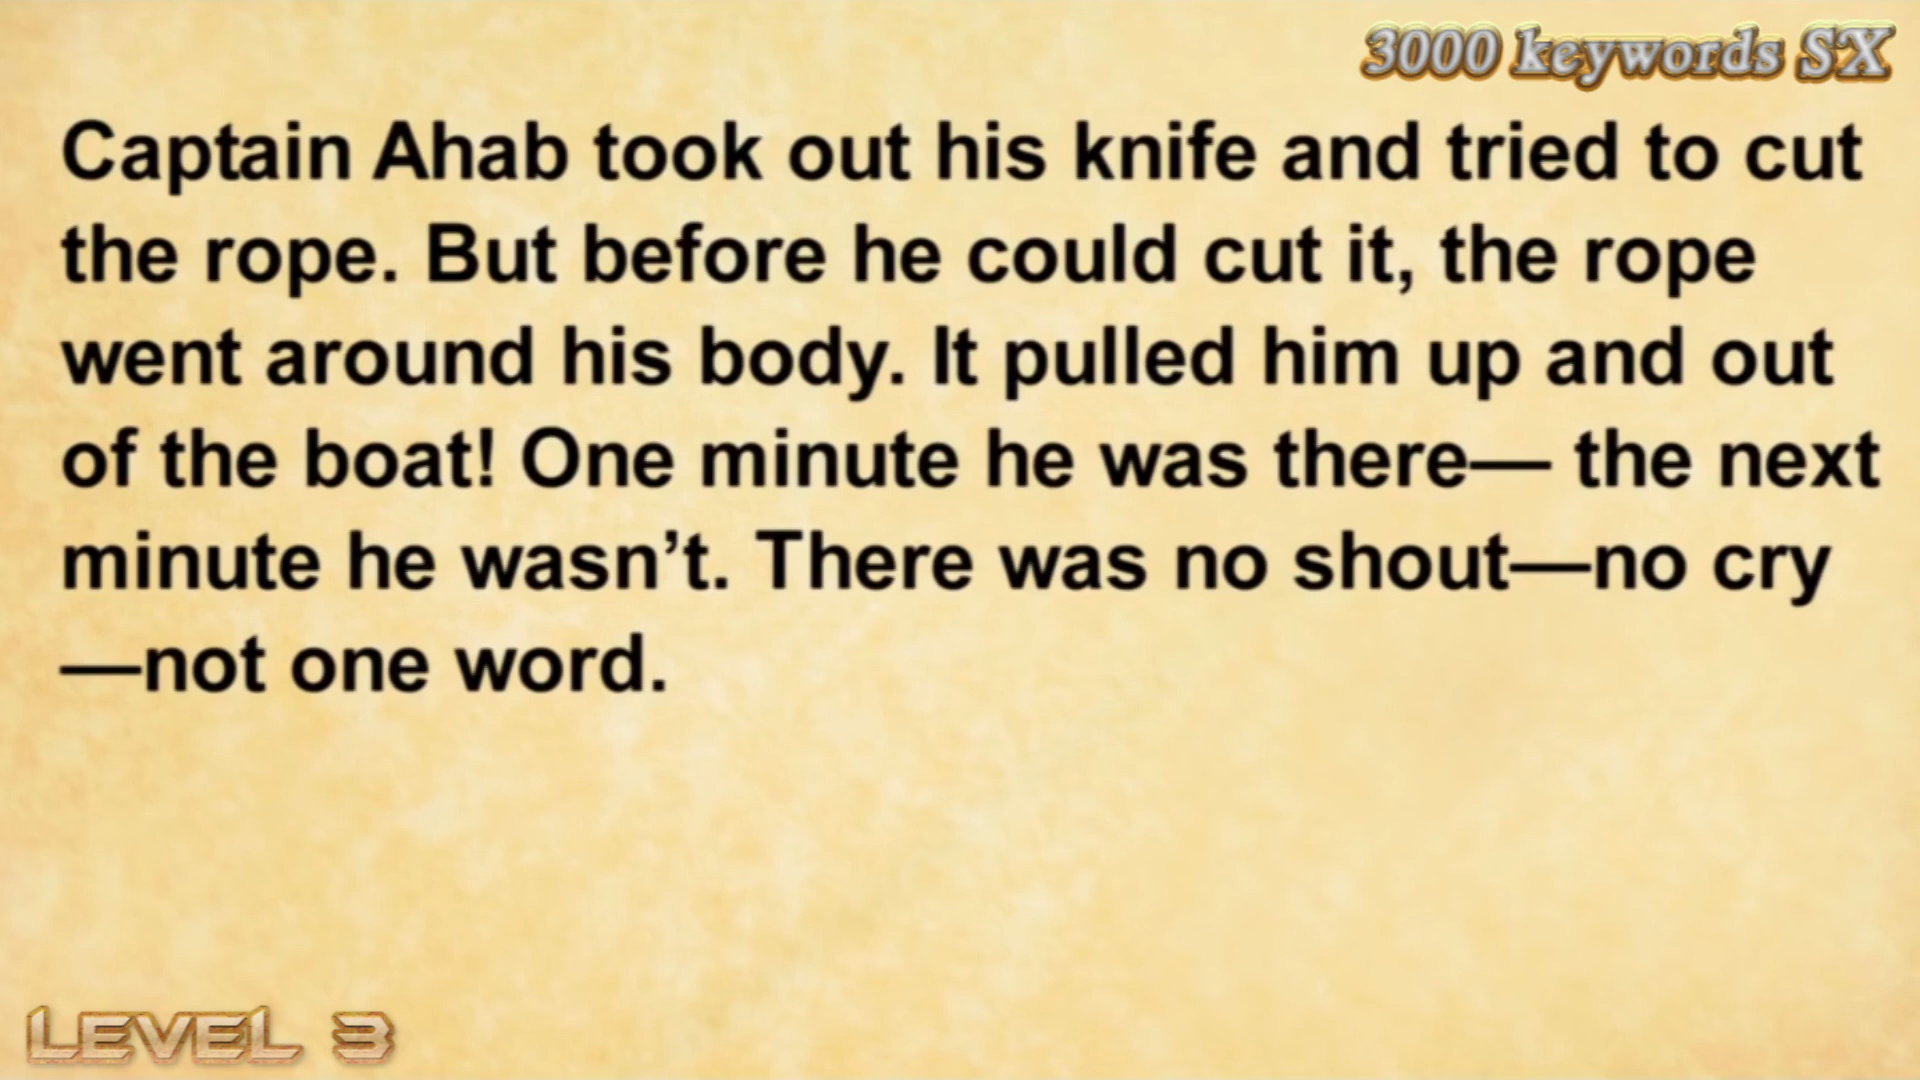 3000 keywords SX
Captain Ahab took out his knife and tried to cut
the rope. But before he could cut it, the rope
went around his body. It pulled him up and out
of the boat! One minute he was there— the next
minute he wasn’t. There was no shout—no cry
—not one word.
LEVEL 3